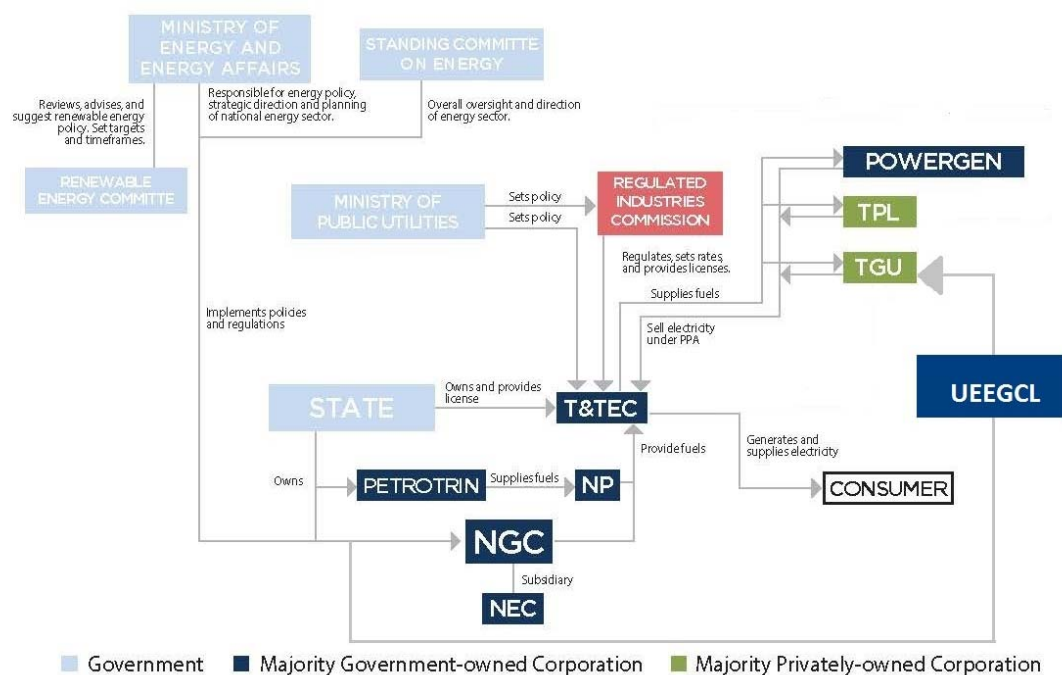 MINISTRY OF
ENERGY AND
ENERGY AFFAIRS
STANDING COMMITTE
ON ENERGY
Reviews, advises, and
suggest renewable energy
policy. Set targets
and timeframes.
Responsible for energy policy,
strategic direction and planning
of national energy sector.
Overall oversight and direction
of energy sector.
RENEWABLE
ENERGY COMMITTE
MINISTRY OF
PUBLIC UTILITIES
Sets policy
Sets policy
REGULATED
INDUSTRIES
COMMISSION
POWERGEN
TPL
TGU
Regulates, sets rates,
and provides licenses.
Supplies fuels
Implements policies
and regulations
Sell electricity
under PPA
UEEGCL
STATE
Owns and provides
license
T&TEC
Provide fuels
Generates and
supplies electricity
Owns
PETROTRIN
Supplies fuels
NP
CONSUMER
NGC
Subsidiary
NEC
Government
Majority Government-owned Corporation
Majority Privately-owned Corporation